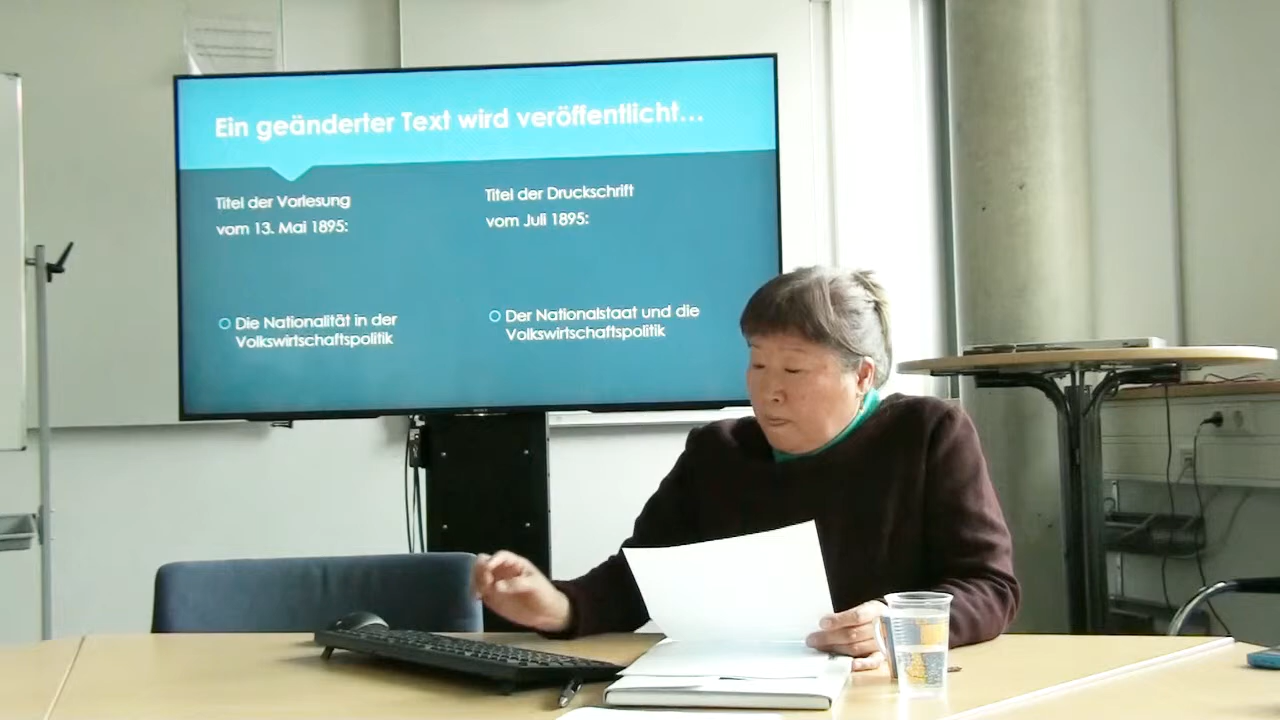 Ein geänderter Text wird veröffentlicht...
Titel der Vorlesung
vom 13. Mai 1895:
Die Nationalität in der
Volkswirtschaftspolitik
Titel der Druckschrift
vom Juli 1895:
Der Nationalstaat und die
Volkswirtschaftspolitik